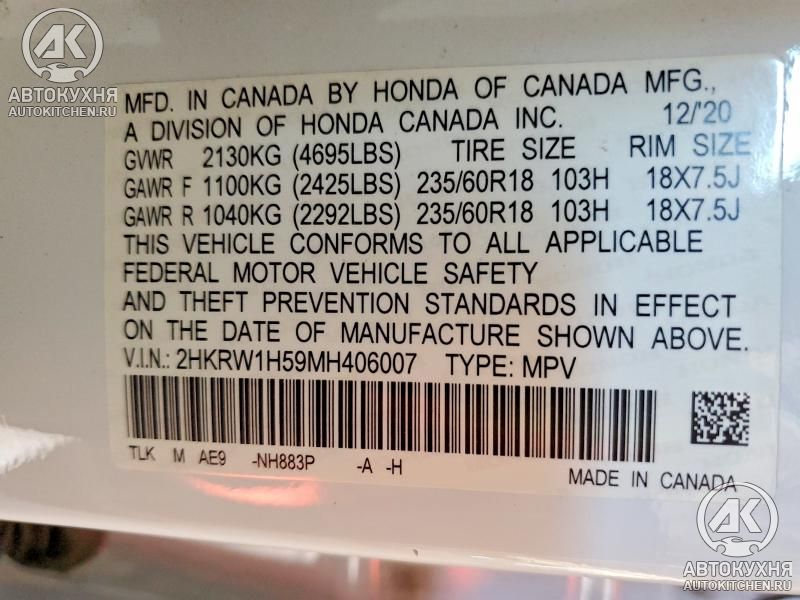 АВТОКУХНЯ
AUTOKITCHEN.RU
MFD. IN CANADA BY HONDA OF CANADA MFG.,
A DIVISION OF HONDA CANADA INC. 12/'20
GVWR 2130KG (4695LBS) TIRE SIZE RIM SIZE
GAWR F 1100KG (2425LBS) 235/60R18 103H 18X7.5J
GAWR R 1040KG (2292LBS) 235/60R18 103H 18X7.5J
THIS VEHICLE CONFORMS TO ALL APPLICABLE
FEDERAL MOTOR VEHICLE SAFETY
AND THEFT PREVENTION STANDARDS IN EFFECT
ON THE DATE OF MANUFACTURE SHOWN ABOVE.
V.I.N.: 2HKRW1H59MH406007 TYPE: MPV
TLK M AE9 -NH883P -A -H
MADE IN CANADA
АВТОКУХНЯ
AUTOKITCHEN.RU